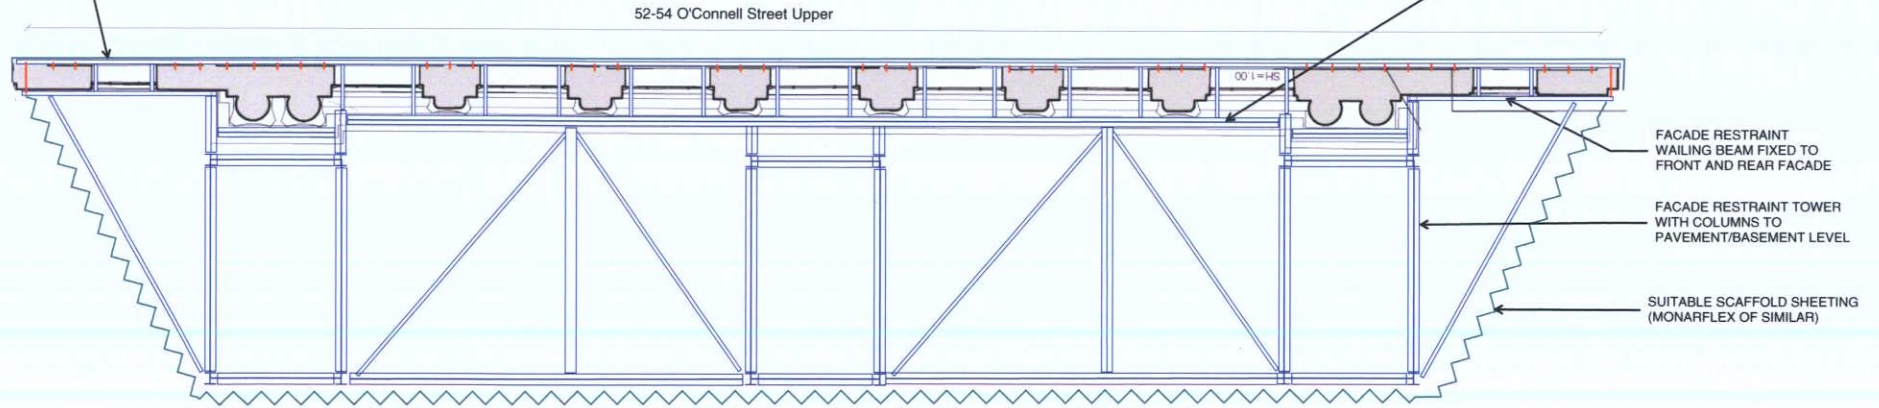 52-54 O'Connell Street Upper
SH=1.00
FACADE RESTRAINT
WAILING BEAM FIXED TO
FRONT AND REAR FACADE
FACADE RESTRAINT TOWER
WITH COLUMNS TO
PAVEMENT/BASEMENT LEVEL
SUITABLE SCAFFOLD SHEETING
(MONARFLEX OF SIMILAR)